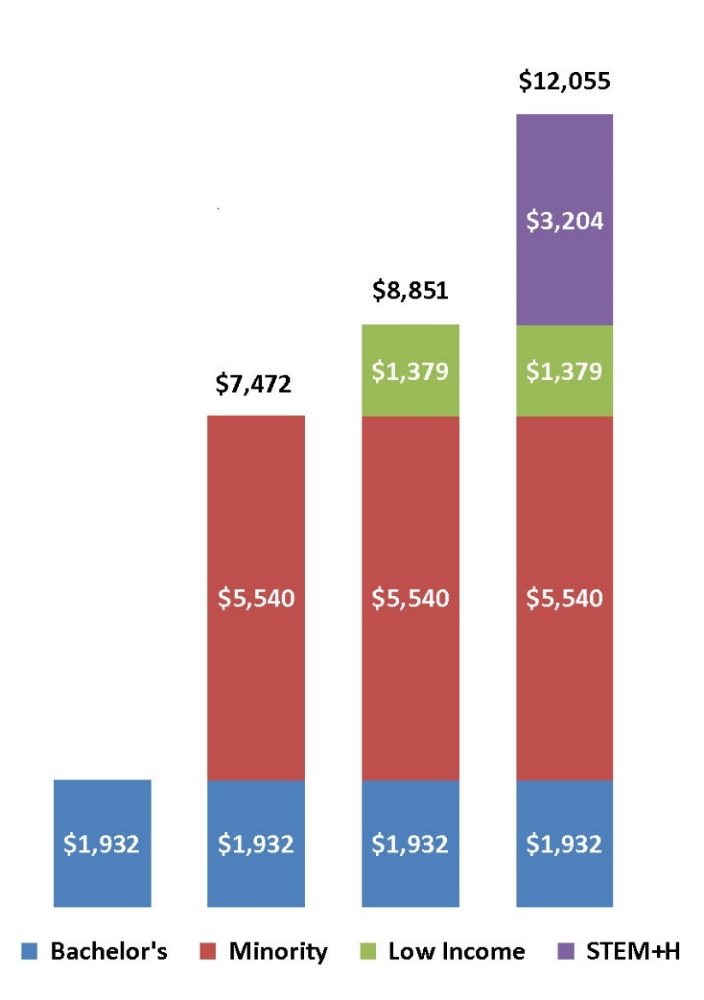 $12,055
$3,204
$8,851
$1,379 $1,379
$7,472
$5,540 $5,540 $5,540
$1,932 $1,932 $1,932 $1,932
Bachelor's Minority Low Income STEM+H